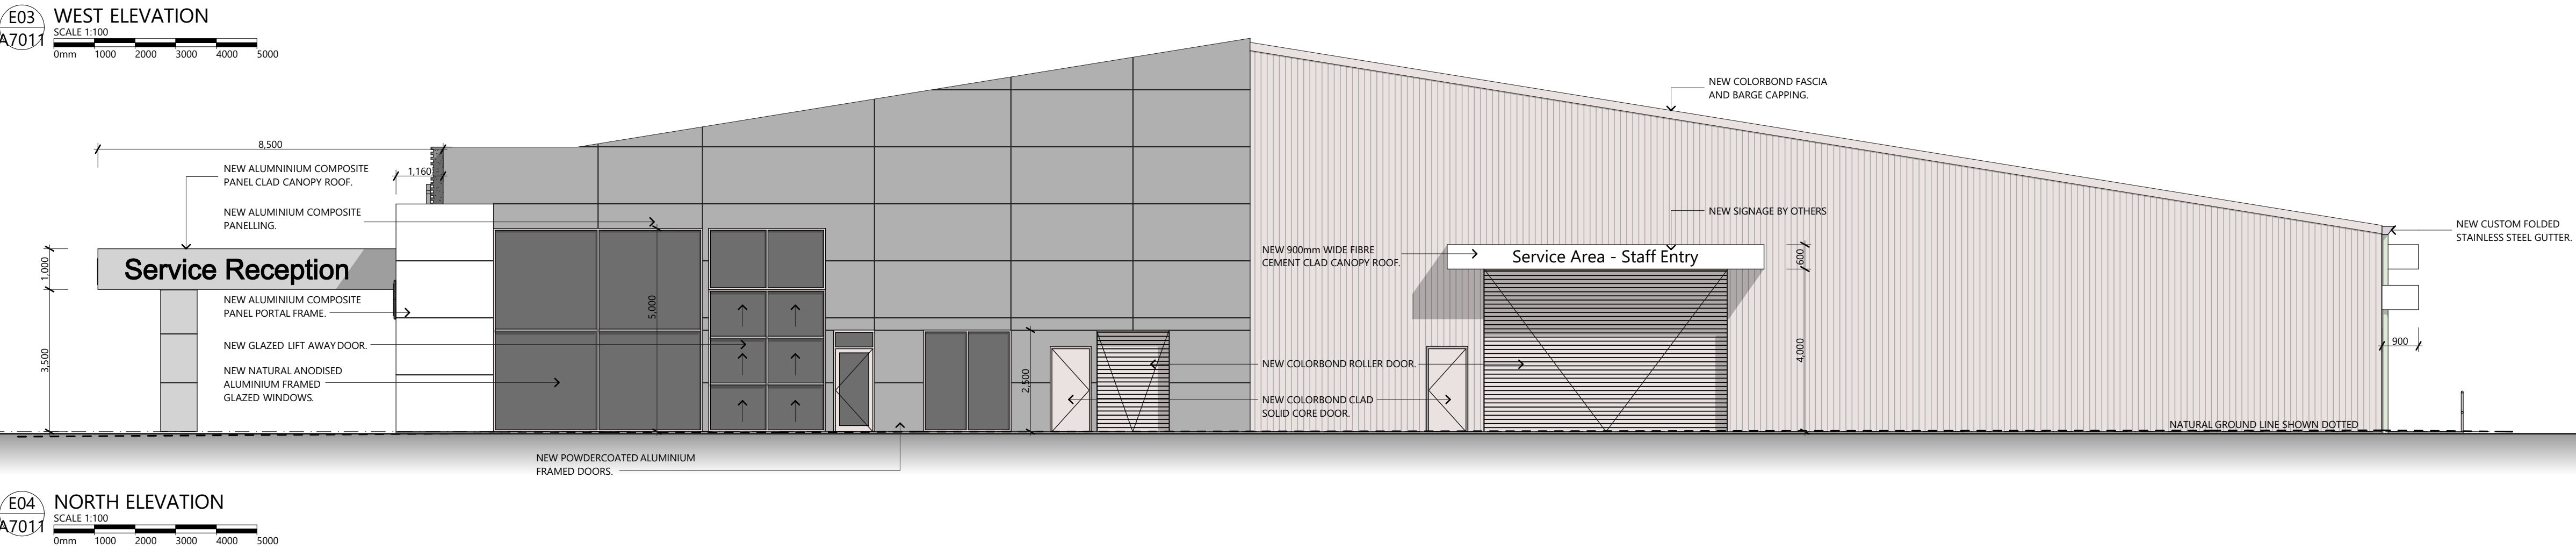 E03
A7011
WEST ELEVATION
SCALE 1:100
0mm 1000 2000 3000 4000 5000
NEW COLORBOND FASCIA
AND BARGE CAPPING.
8,500
NEW ALUMNINIUM COMPOSITE
PANEL CLAD CANOPY ROOF.
1,160
NEW ALUMINIUM COMPOSITE
PANELLING.
NEW SIGNAGE BY OTHERS
NEW CUSTOM FOLDED
STAINLESS STEEL GUTTER.
NEW 900mm WIDE FIBRE
CEMENT CLAD CANOPY ROOF.
Service Area - Staff Entry
600
1,000
Service Reception
NEW ALUMINIUM COMPOSITE
PANEL PORTAL FRAME.
5,000
NEW GLAZED LIFT AWAY DOOR.
900
3,500
4,000
NEW COLORBOND ROLLER DOOR.
NEW NATURAL ANODISED
ALUMINIUM FRAMED
GLAZED WINDOWS.
2,500
NEW COLORBOND CLAD
SOLID CORE DOOR.
NATURAL GROUND LINE SHOWN DOTTED
NEW POWDERCOATED ALUMINIUM
FRAMED DOORS.
E04
A7011
NORTH ELEVATION
SCALE 1:100
0mm 1000 2000 3000 4000 5000